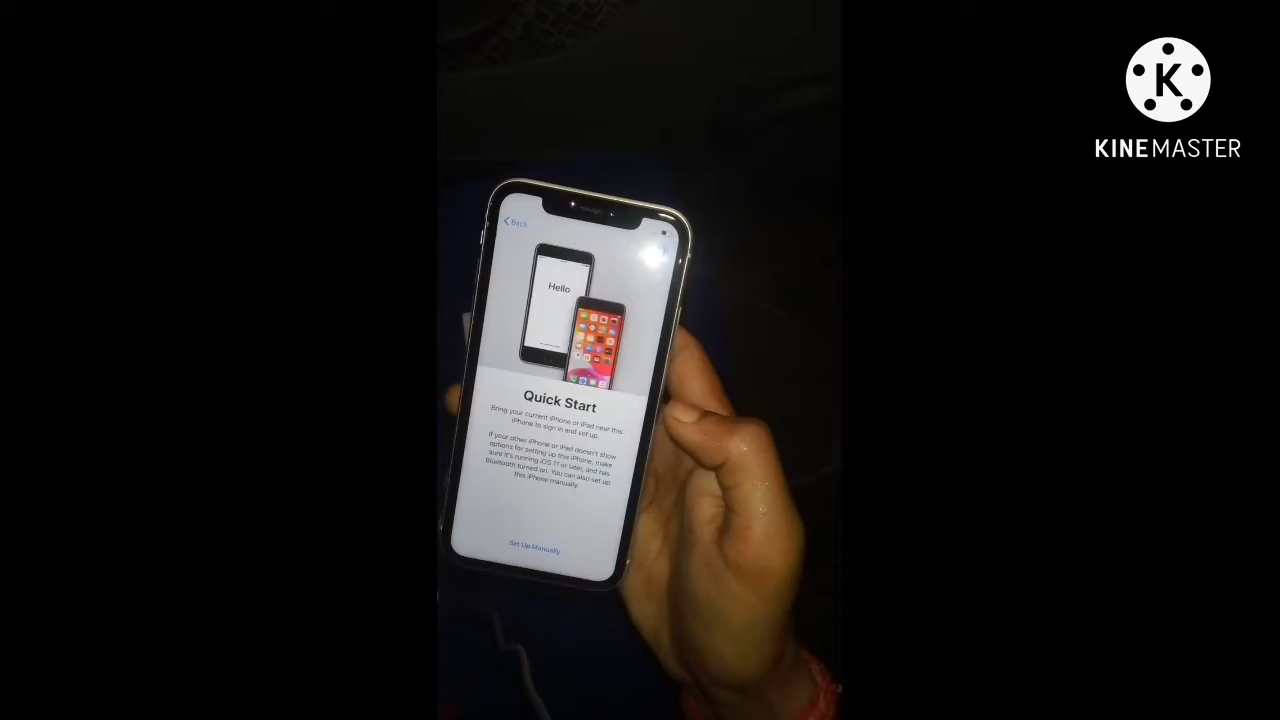 K
KINEMASTER
Back
Hello
Quick Start
Bring your current iPhone or iPad near this
iPhone to sign in and set up.
If your other iPhone or iPad doesn't show
options for setting up this iPhone, make
sure it's running iOS 11 or later, and has
Bluetooth turned on. You can also set up
this iPhone manually.
Set Up Manually